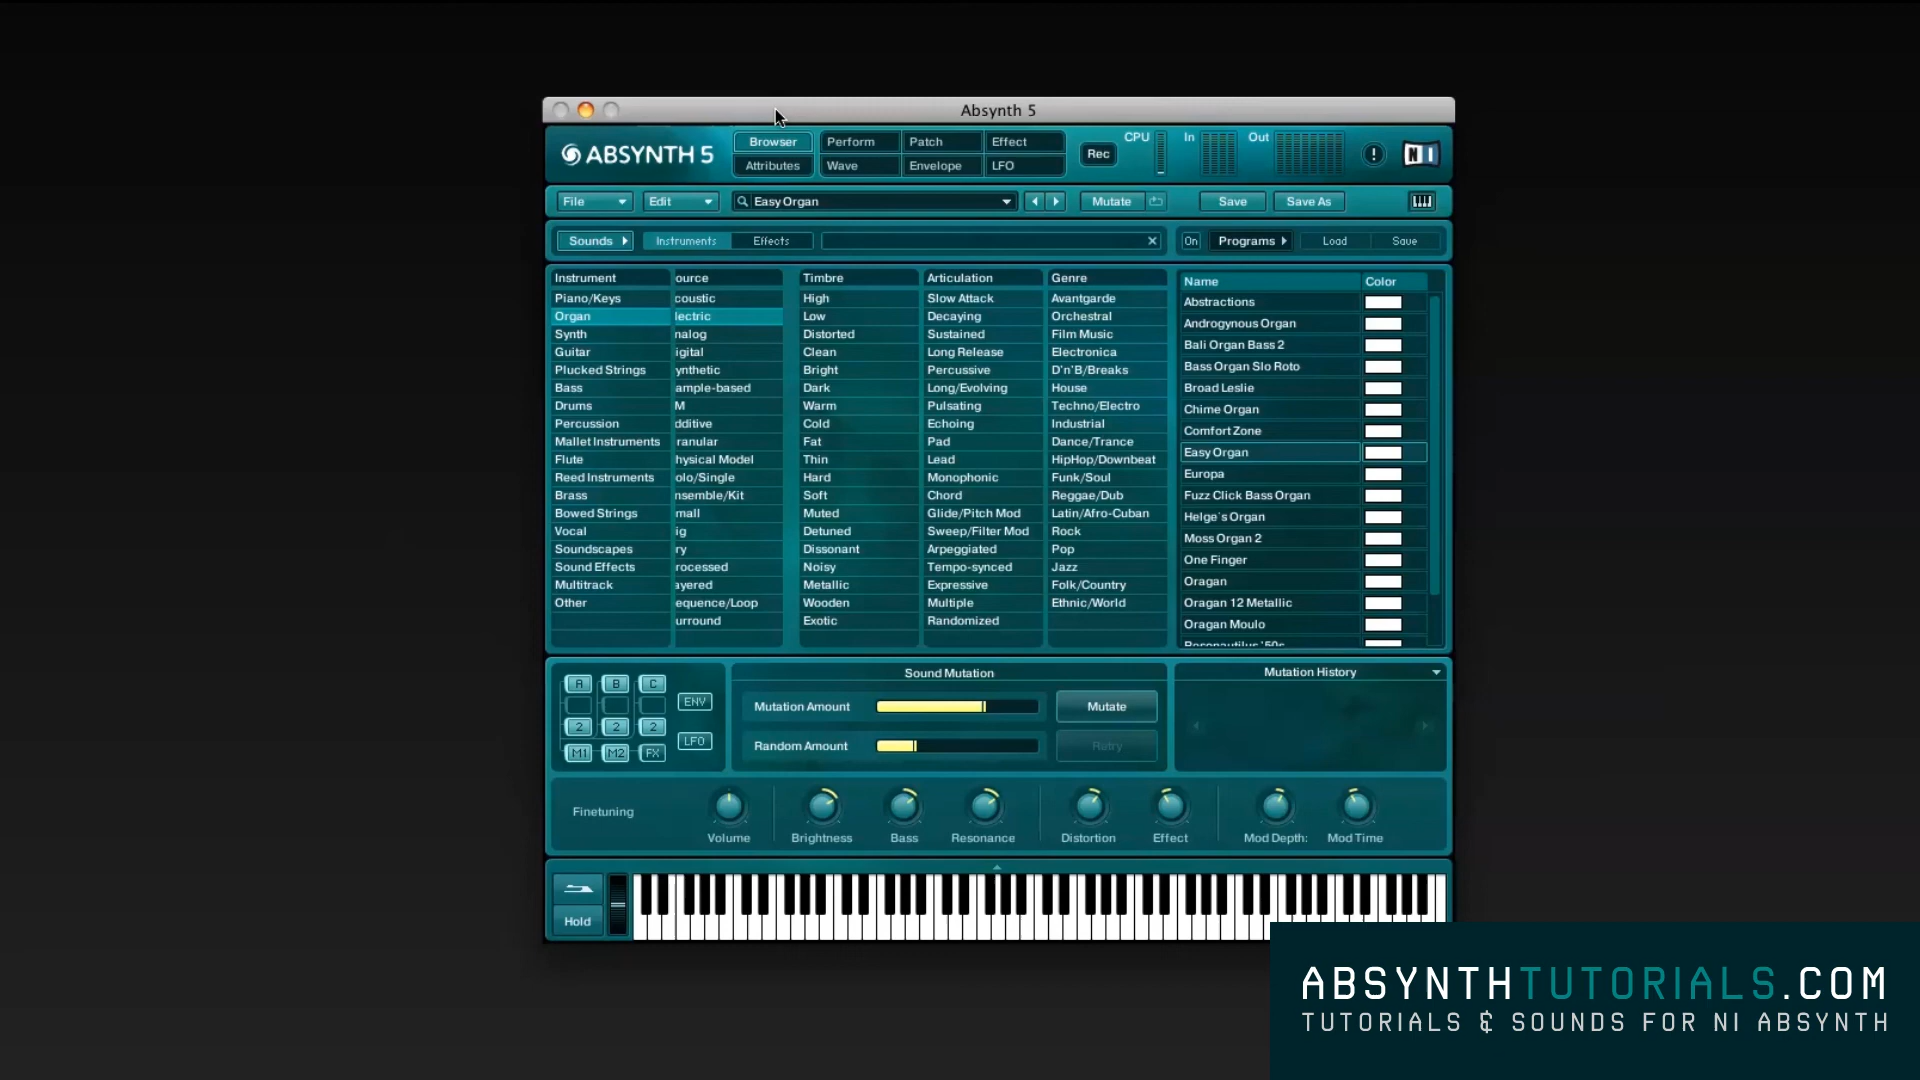 Absynth 5
ABSYNTH 5
Browser Perform Patch Effect
Attributes Wave Envelope LFO
Rec
CPU In Out
!
NI
File Edit Easy Organ Mutate Save Save As
Sounds Instruments Effects On Programs Load Save
Instrument
Piano/Keys
Organ
Synth
Guitar
Plucked Strings
Bass
Drums
Percussion
Mallet Instruments
Flute
Reed Instruments
Brass
Bowed Strings
Vocal
Soundscapes
Sound Effects
Multitrack
Other
ource
coustic
lectric
nalog
igital
ynthetic
ample-based
M
dditive
ranular
hysical Model
olo/Single
nsemble/Kit
mall
ig
ry
rocessed
ayered
equence/Loop
urround
Timbre
High
Low
Distorted
Clean
Bright
Dark
Warm
Cold
Fat
Thin
Hard
Soft
Muted
Detuned
Dissonant
Noisy
Metallic
Wooden
Exotic
Articulation
Slow Attack
Decaying
Sustained
Long Release
Percussive
Long/Evolving
Pulsating
Echoing
Pad
Lead
Monophonic
Chord
Glide/Pitch Mod
Sweep/Filter Mod
Arpeggiated
Tempo-synced
Expressive
Multiple
Randomized
Genre
Avantgarde
Orchestral
Film Music
Electronica
D'n'B/Breaks
House
Techno/Electro
Industrial
Dance/Trance
HipHop/Downbeat
Funk/Soul
Reggae/Dub
Latin/Afro-Cuban
Rock
Pop
Jazz
Folk/Country
Ethnic/World
Name Color
Abstractions
Androgynous Organ
Bali Organ Bass 2
Bass Organ Slo Roto
Broad Leslie
Chime Organ
Comfort Zone
Easy Organ
Europa
Fuzz Click Bass Organ
Helge`s Organ
Moss Organ 2
One Finger
Oragan
Oragan 12 Metallic
Oragan Moulo
A B C
ENV
2 2 2
LFO
M1 M2 FX
Sound Mutation
Mutation Amount Mutate
Random Amount Retry
Mutation History
Finetuning
Volume Brightness Bass Resonance Distortion Effect Mod Depth: Mod Time
Hold
ABSYNTHTUTORIALS.COM
TUTORIALS & SOUNDS FOR NI ABSYNTH